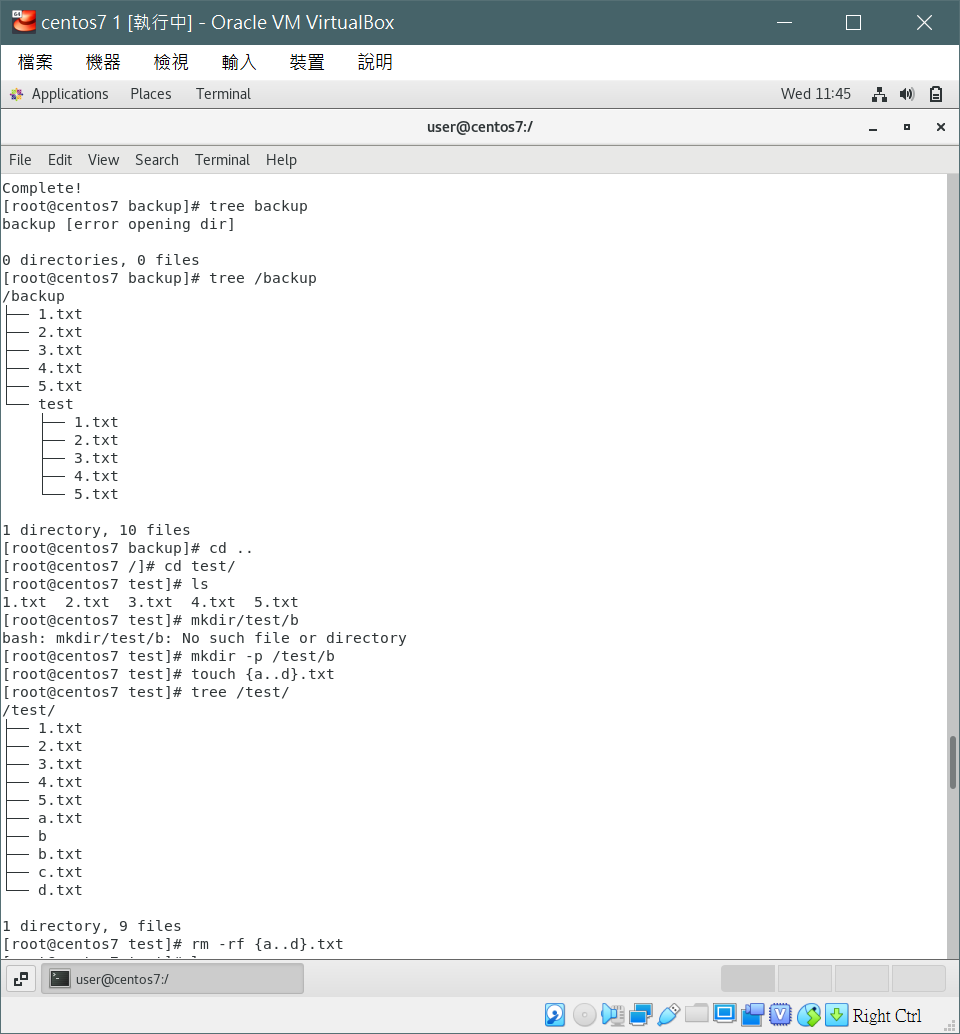 centos7 1 [執行中] - Oracle VM VirtualBox
檔案 機器 檢視 輸入 裝置 說明
Applications Places Terminal Wed 11:45
user@centos7:/
File Edit View Search Terminal Help
Complete!
[root@centos7 backup]# tree backup
backup [error opening dir]
0 directories, 0 files
[root@centos7 backup]# tree /backup
/backup
├── 1.txt
├── 2.txt
├── 3.txt
├── 4.txt
├── 5.txt
└── test
    ├── 1.txt
    ├── 2.txt
    ├── 3.txt
    ├── 4.txt
    └── 5.txt
1 directory, 10 files
[root@centos7 backup]# cd ..
[root@centos7 /]# cd test/
[root@centos7 test]# ls
1.txt  2.txt  3.txt  4.txt  5.txt
[root@centos7 test]# mkdir/test/b
bash: mkdir/test/b: No such file or directory
[root@centos7 test]# mkdir -p /test/b
[root@centos7 test]# touch {a..d}.txt
[root@centos7 test]# tree /test/
/test/
├── 1.txt
├── 2.txt
├── 3.txt
├── 4.txt
├── 5.txt
├── a.txt
├── b
├── b.txt
├── c.txt
└── d.txt
1 directory, 9 files
[root@centos7 test]# rm -rf {a..d}.txt
user@centos7:/
Right Ctrl